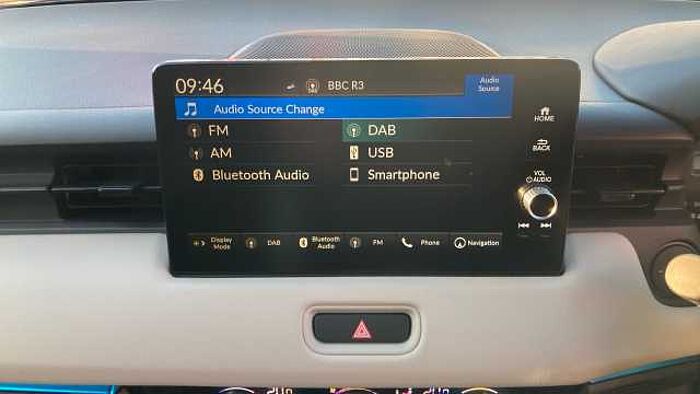 09:46
BBC R3
Audio Source
Audio Source Change
FM
DAB
AM
USB
Bluetooth Audio
Smartphone
HOME
BACK
VOL
AUDIO
Display Mode
DAB
Bluetooth Audio
FM
Phone
Navigation